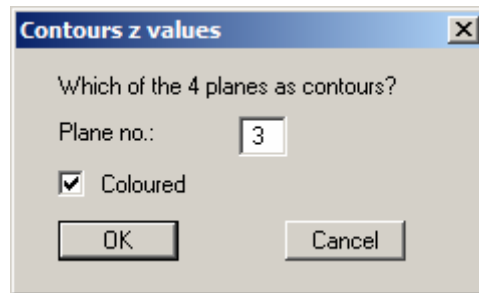 Contours z values
Which of the 4 planes as contours?
Plane no.: 3
Coloured
OK Cancel